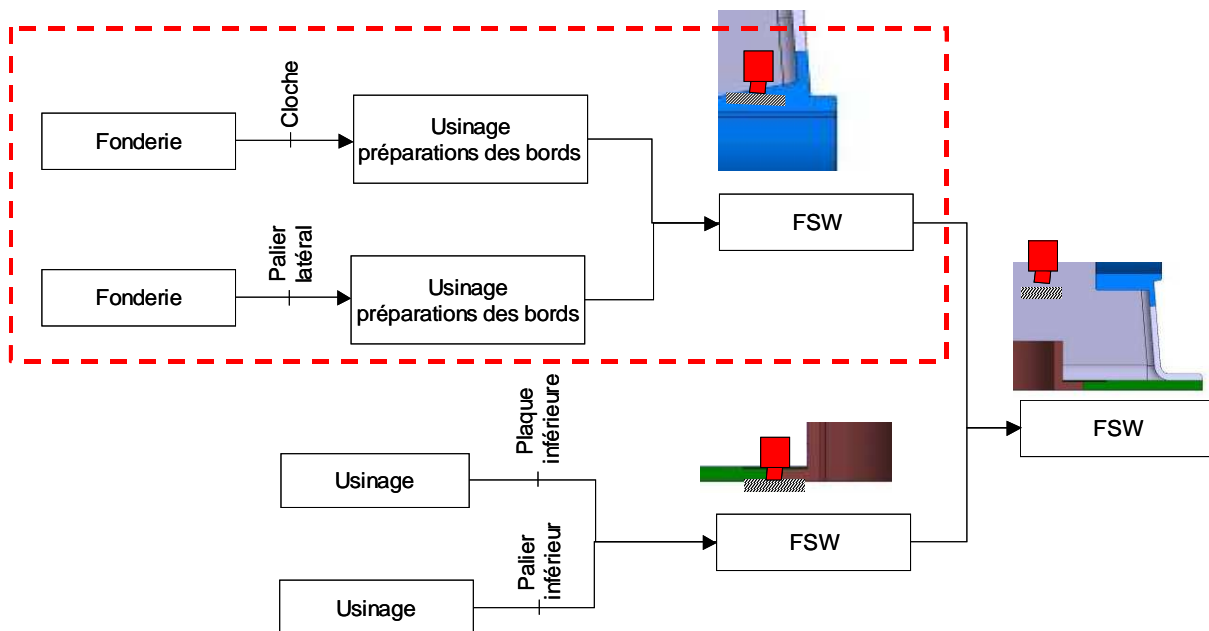 Fonderie
Cloche
Usinage
préparations des bords
FSW
Fonderie
Palier
latéral
Usinage
préparations des bords
Usinage
Plaque
inférieure
FSW
FSW
Usinage
Palier
inférieur